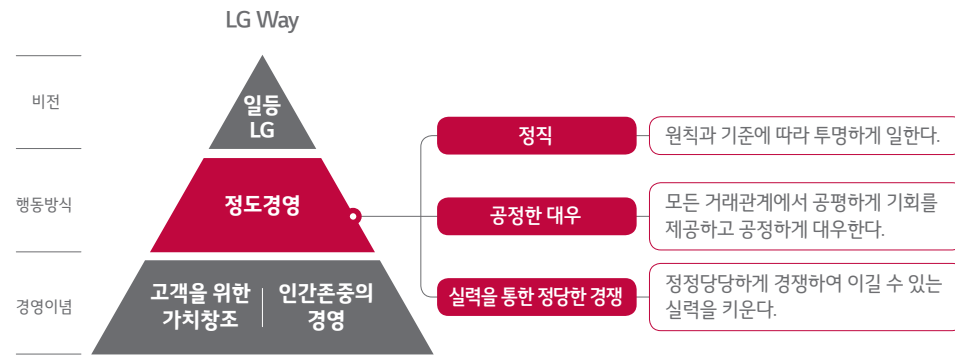 LG Way
비전
일등
LG
행동방식
정도경영
경영이념
고객을 위한
가치창조
인간존중의
경영
정직
원칙과 기준에 따라 투명하게 일한다.
공정한 대우
모든 거래관계에서 공평하게 기회를
제공하고 공정하게 대우한다.
실력을 통한 정당한 경쟁
정정당당하게 경쟁하여 이길 수 있는
실력을 키운다.